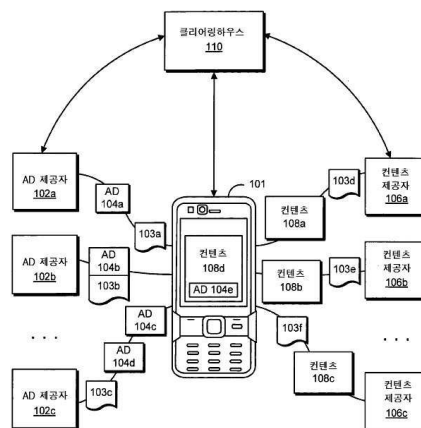 클리어링하우스
110
101
AD 제공자
102a
AD
104a
103a
컨텐츠
108a
103d
컨텐츠
제공자
106a
AD 제공자
102b
AD
104b
103b
컨텐츠
108d
AD 104e
컨텐츠
108b
103e
컨텐츠
제공자
106b
. . .
AD
104c
AD
104d
103c
103f
컨텐츠
108c
. . .
AD 제공자
102c
컨텐츠
제공자
106c